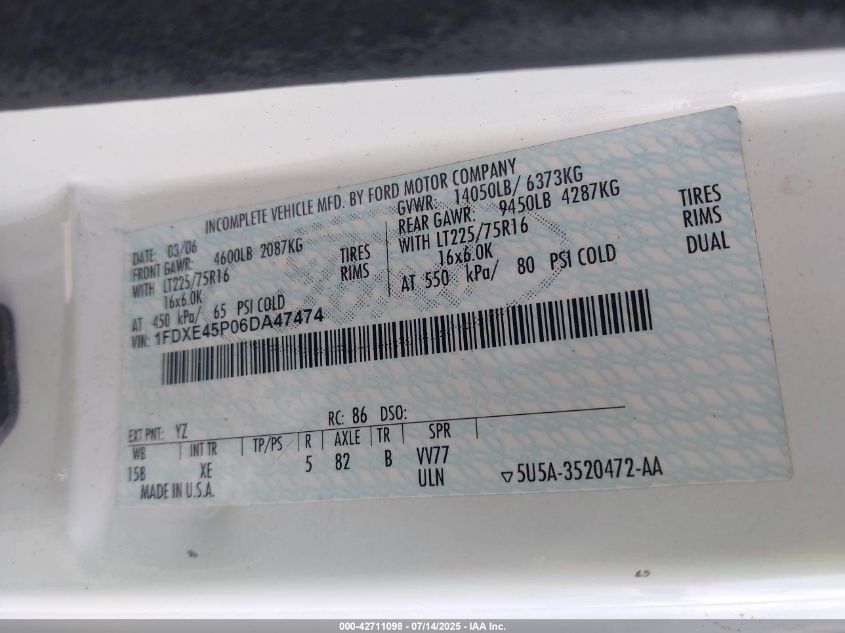 INCOMPLETE VEHICLE MFD. BY FORD MOTOR COMPANY
DATE: 03/06 GVWR: 14050LB/ 6373KG
FRONT GAWR: 4600LB 2087KG REAR GAWR: 9450LB 4287KG
WITH LT225/75R16 TIRES WITH LT225/75R16 TIRES
16x6.0K RIMS 16x6.0K RIMS
AT 450 kPa/ 65 PSI COLD AT 550 kPa/ 80 PSI COLD DUAL
VIN: 1FDXE45P06DA47474
EXT PNT: YZ RC: 86 DSO:
WB INT TR TP/PS R AXLE TR SPR
158 XE 5 82 B VV77
MADE IN U.S.A. ULN ▽5U5A-3520472-AA
000-42711098 - 07/14/2025 - IAA Inc.